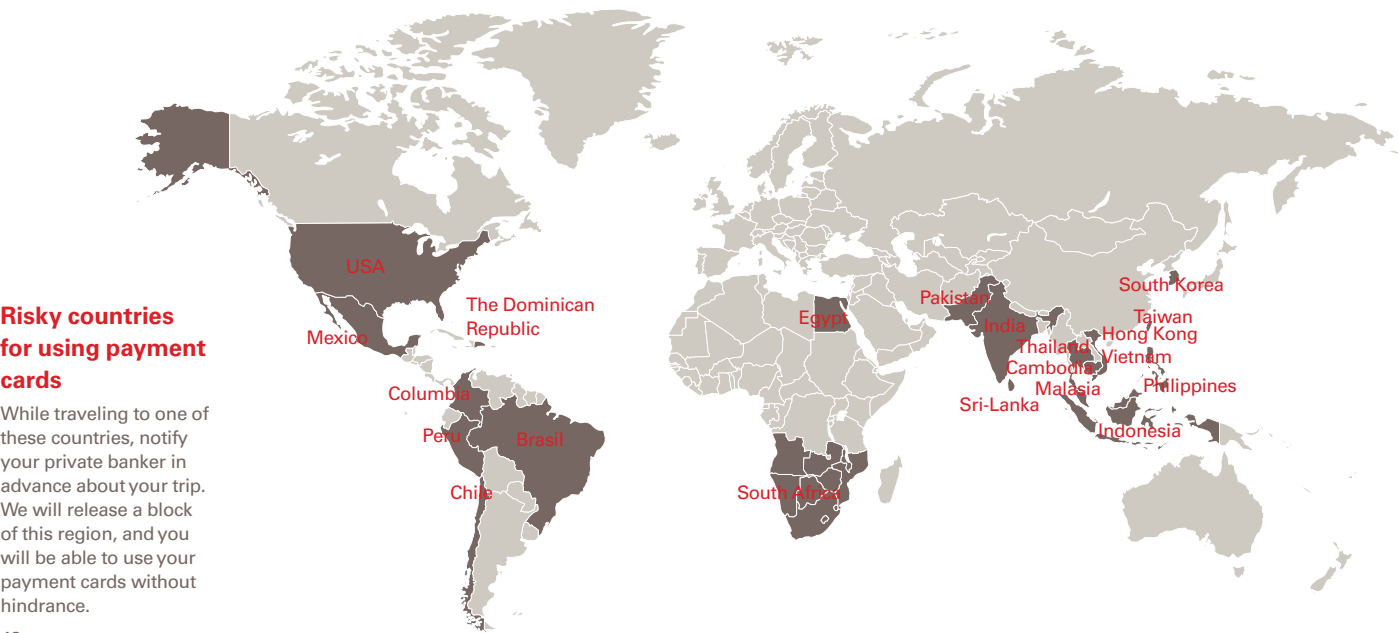 Risky countries
for using payment
cards
While traveling to one of
these countries, notify
your private banker in
advance about your trip.
We will release a block
of this region, and you
will be able to use your
payment cards without
hindrance.
USA
Mexico
The Dominican
Republic
Columbia
Peru
Brasil
Chile
Egypt
South Africa
Pakistan
India
Sri-Lanka
South Korea
Taiwan
Hong Kong
Thailand
Vietnam
Cambodia
Malasia
Philippines
Indonesia